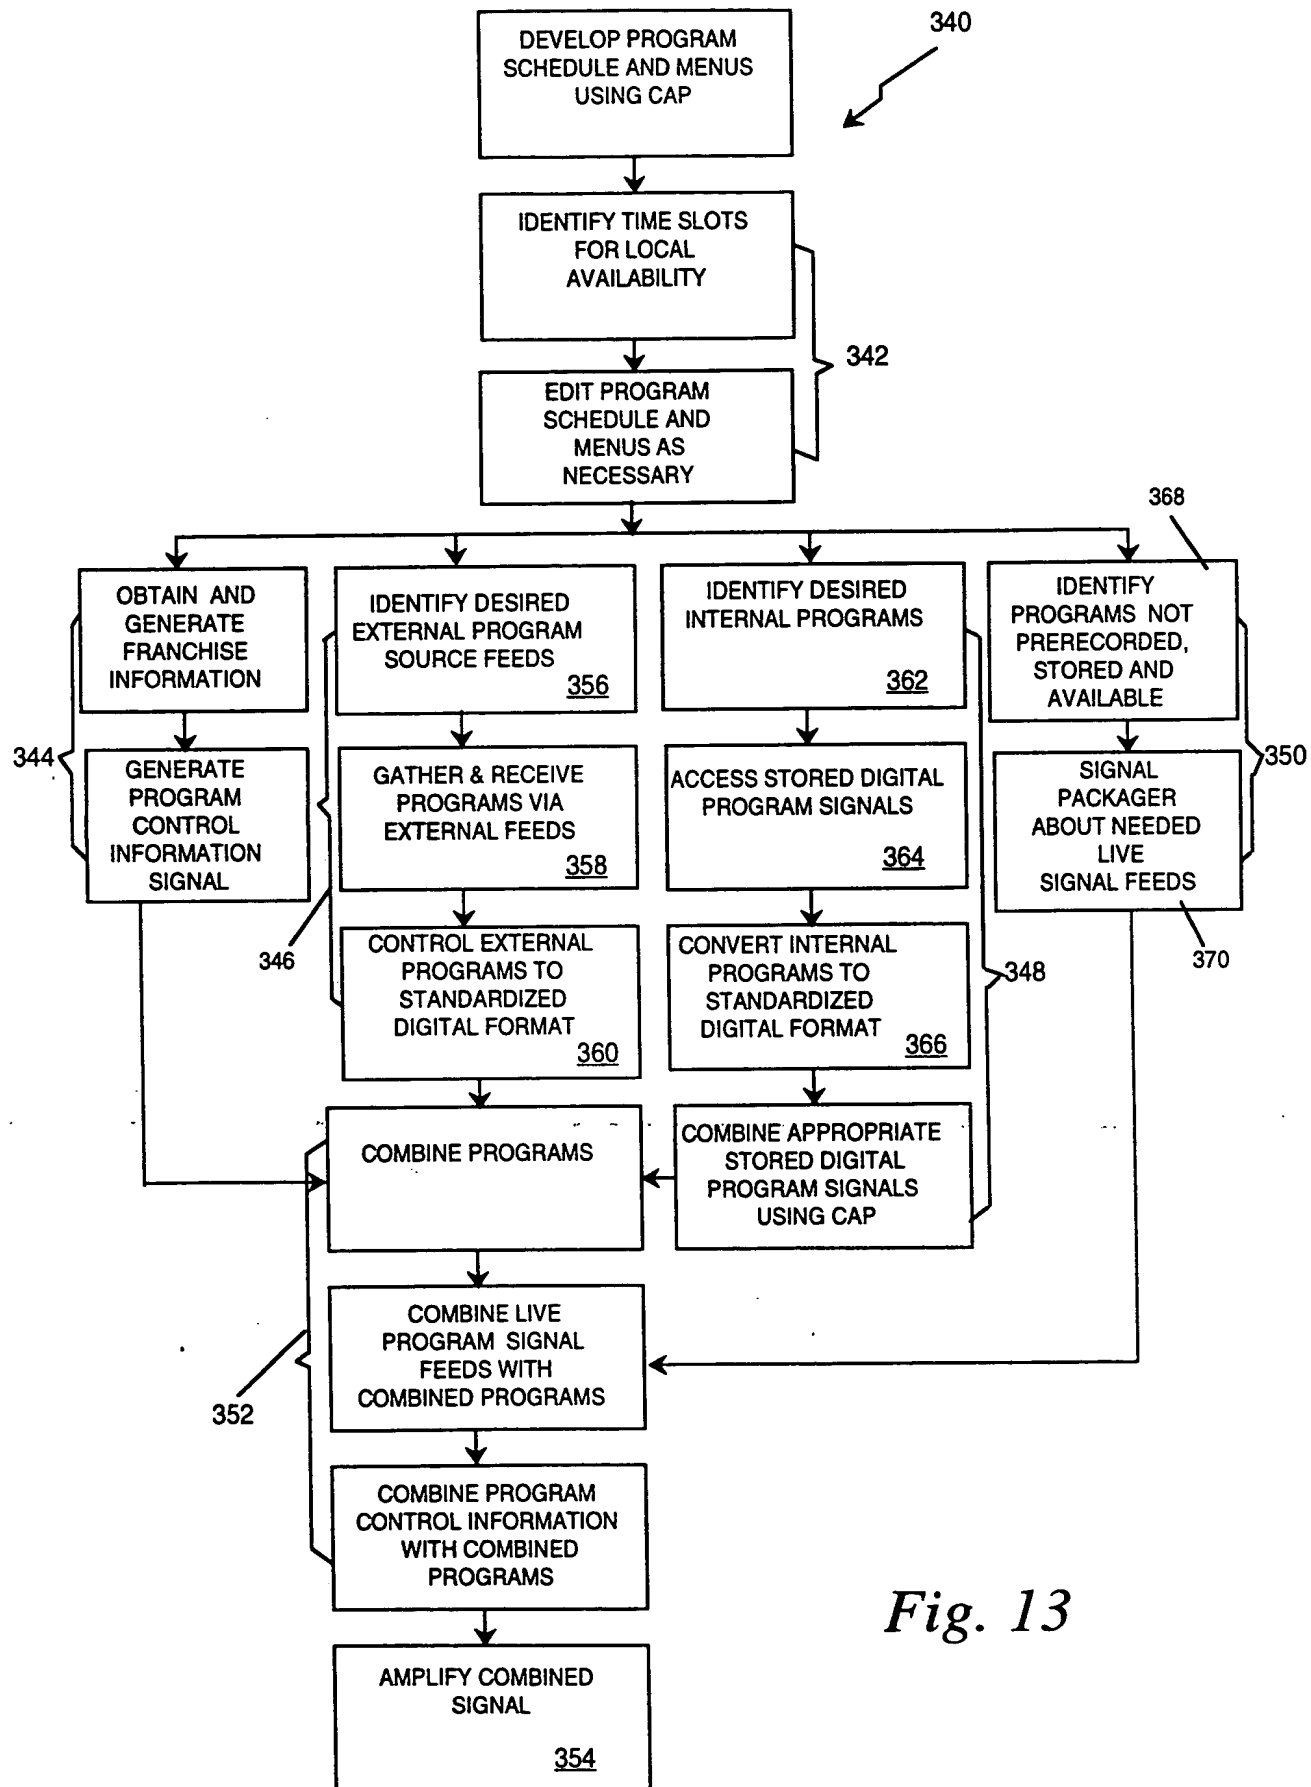 340
DEVELOP PROGRAM
SCHEDULE AND MENUS
USING CAP
IDENTIFY TIME SLOTS
FOR LOCAL
AVAILABILITY
342
EDIT PROGRAM
SCHEDULE AND
MENUS AS
NECESSARY
368
OBTAIN AND
GENERATE
FRANCHISE
INFORMATION
IDENTIFY DESIRED
EXTERNAL PROGRAM
SOURCE FEEDS
356
IDENTIFY DESIRED
INTERNAL PROGRAMS
362
IDENTIFY
PROGRAMS NOT
PRERECORDED,
STORED AND
AVAILABLE
344
350
GENERATE
PROGRAM
CONTROL
INFORMATION
SIGNAL
GATHER & RECEIVE
PROGRAMS VIA
EXTERNAL FEEDS
358
ACCESS STORED DIGITAL
PROGRAM SIGNALS
364
SIGNAL
PACKAGER
ABOUT NEEDED
LIVE
SIGNAL FEEDS
346
CONTROL EXTERNAL
PROGRAMS TO
STANDARDIZED
DIGITAL FORMAT
360
CONVERT INTERNAL
PROGRAMS TO
STANDARDIZED
DIGITAL FORMAT
366
348
370
COMBINE PROGRAMS
COMBINE APPROPRIATE
STORED DIGITAL
PROGRAM SIGNALS
USING CAP
COMBINE LIVE
PROGRAM SIGNAL
FEEDS WITH
COMBINED PROGRAMS
352
COMBINE PROGRAM
CONTROL INFORMATION
WITH COMBINED
PROGRAMS
AMPLIFY COMBINED
SIGNAL
354
Fig. 13